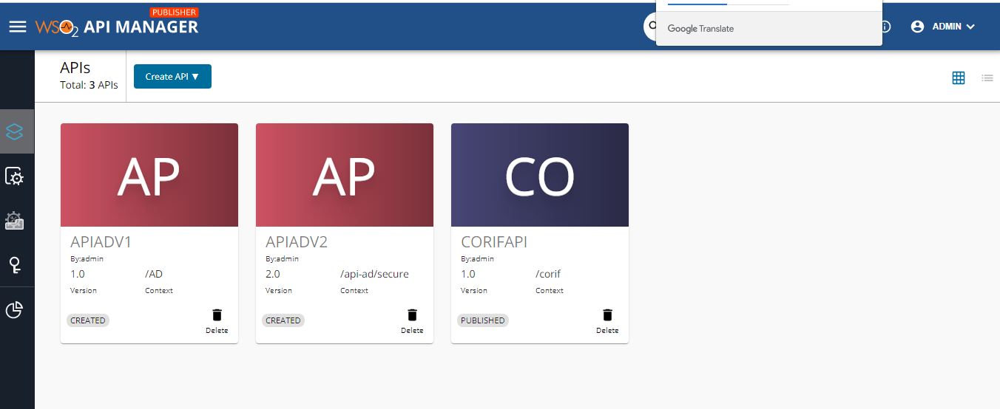 PUBLISHER
WSO2 API MANAGER
Google Translate
ADMIN
APIs
Total: 3 APIs
Create API ▼
AP
AP
CO
APIADV1
By:admin
1.0 /AD
Version Context
CREATED
Delete
APIADV2
By:admin
2.0 /api-ad/secure
Version Context
CREATED
Delete
CORIFAPI
By:admin
1.0 /corif
Version Context
PUBLISHED
Delete